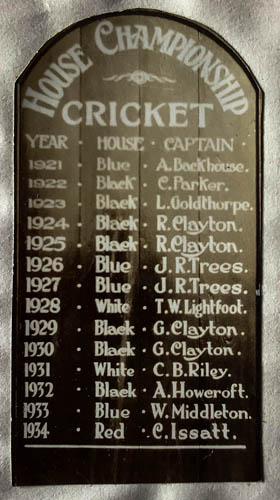 HOUSE CHAMPIONSHIP
CRICKET
YEAR · HOUSE · CAPTAIN ·
1921 · Blue · A. Backhouse.
1922 · Black · C. Parker.
1923 · Black · L. Goldthorpe.
1924 · Black · R. Clayton.
1925 · Black · R. Clayton.
1926 · Blue · J. R. Trees.
1927 · Blue · J. R. Trees.
1928 · White · T. W. Lightfoot.
1929 · Black · G. Clayton.
1930 · Black · G. Clayton.
1931 · White · C. B. Riley.
1932 · Black · A. Howcroft.
1933 · Blue · W. Middleton.
1934 · Red · C. Issatt.